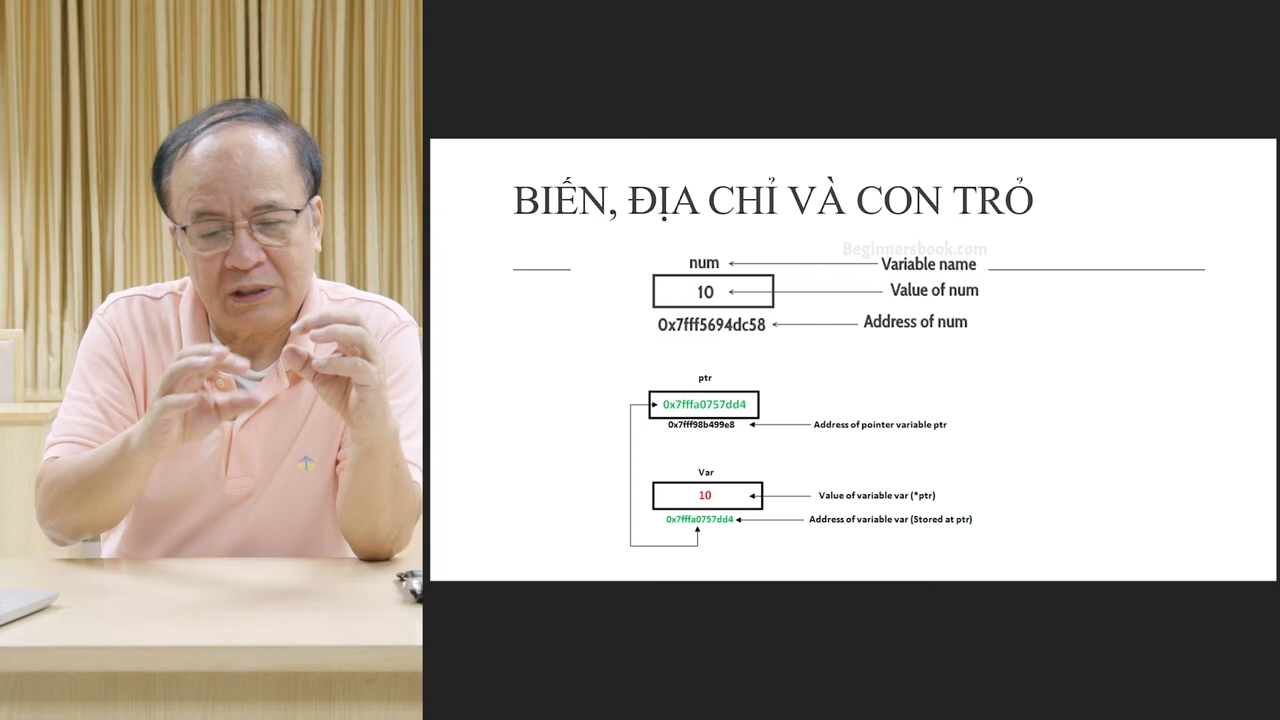 BIẾN, ĐỊA CHỈ VÀ CON TRỎ
Beginnersbook.com
num
Variable name
10
Value of num
0x7fff5694dc58
Address of num
ptr
0x7fffa0757dd4
0x7fff98b499e8
Address of pointer variable ptr
Var
10
Value of variable var (*ptr)
0x7fffa0757dd4
Address of variable var (Stored at ptr)